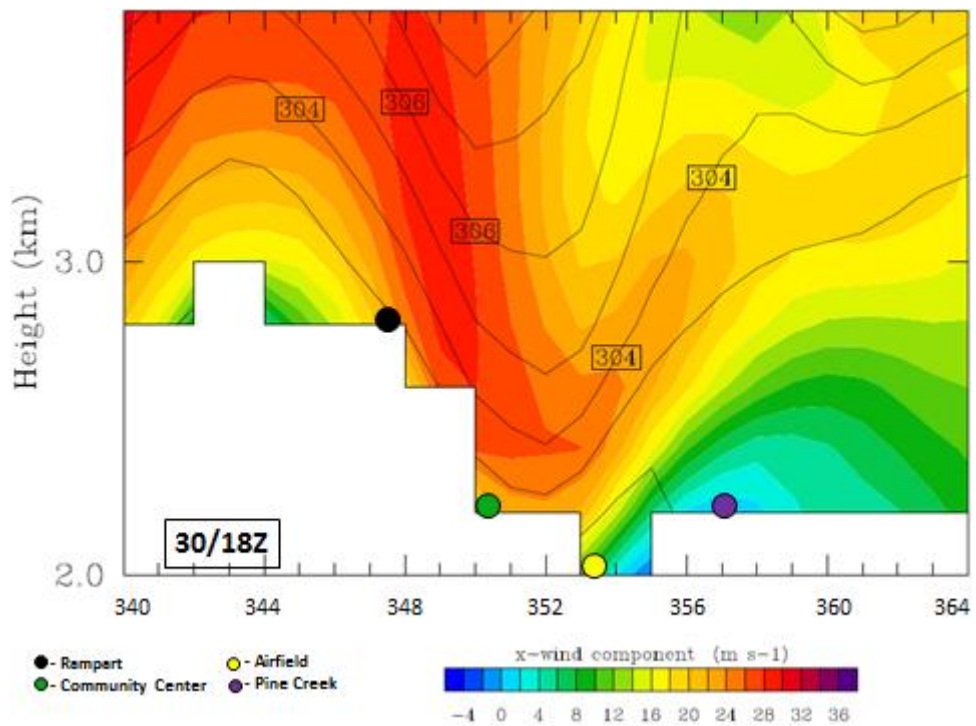 304
306
304
306
3.0
Height (km)
304
30/18Z
2.0
340 344 348 352 356 360 364
- Rampart
- Airfield
- Community Center
- Pine Creek
x-wind component (m s-1)
-4 0 4 8 12 16 20 24 28 32 36